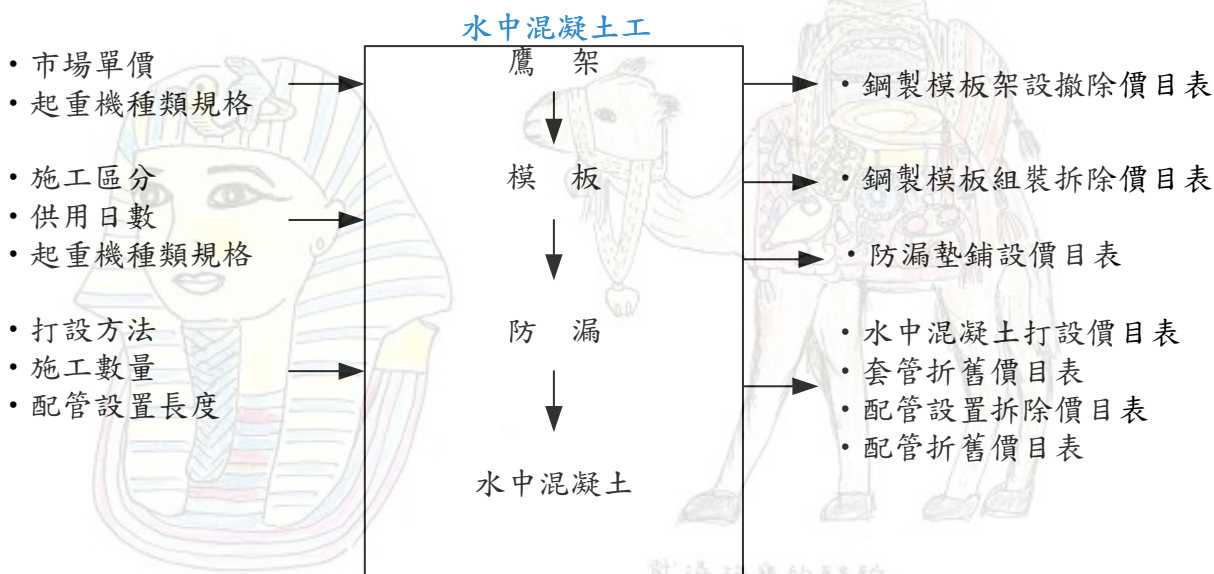 水中混凝土工
• 市場單價
• 起重機種類規格
• 施工區分
• 供用日數
• 起重機種類規格
• 打設方法
• 施工數量
• 配管設置長度
鷹 架
模 板
防 漏
水中混凝土
• 鋼製模板架設撤除價目表
• 鋼製模板組裝拆除價目表
• 防漏墊鋪設價目表
• 水中混凝土打設價目表
• 套管折舊價目表
• 配管設置拆除價目表
• 配管折舊價目表